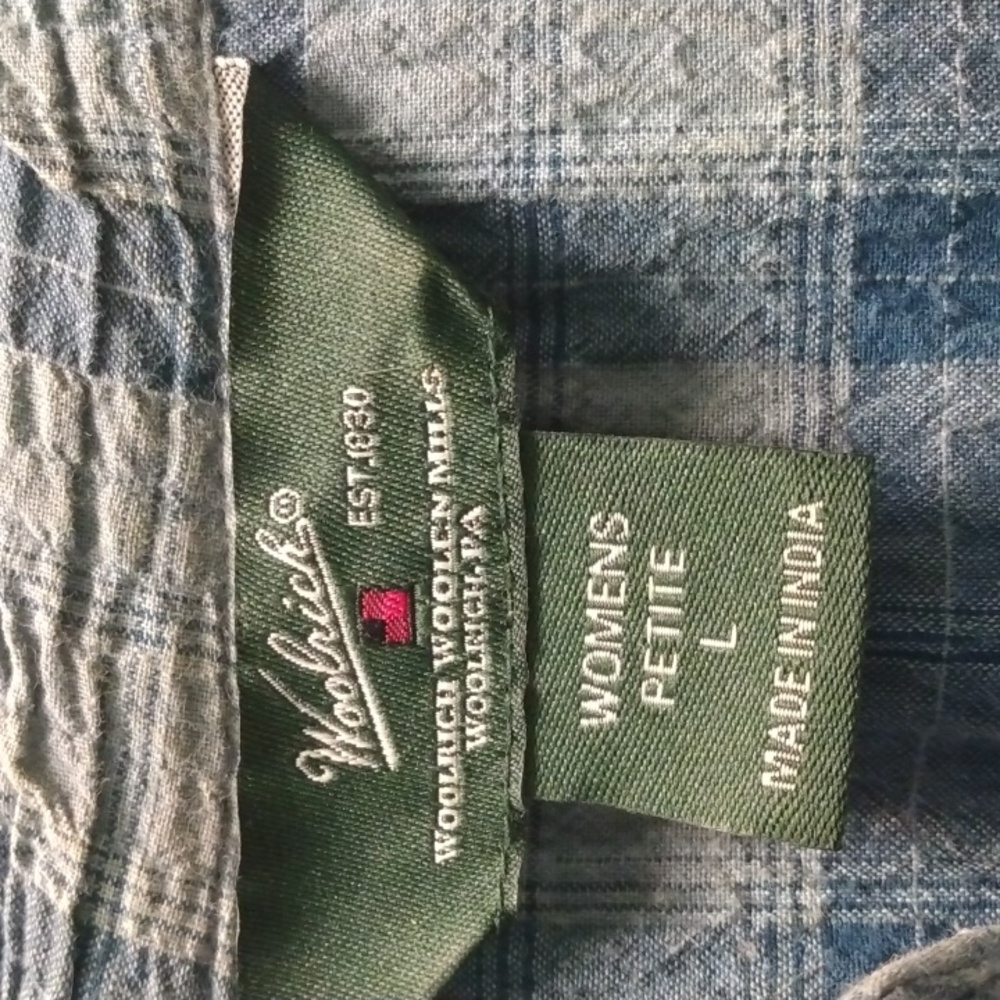 Woolrich®
EST.1830
WOOLRICH WOOLEN MILLS
WOOLRICH.PA
WOMENS
PETITE
L
MADE IN INDIA